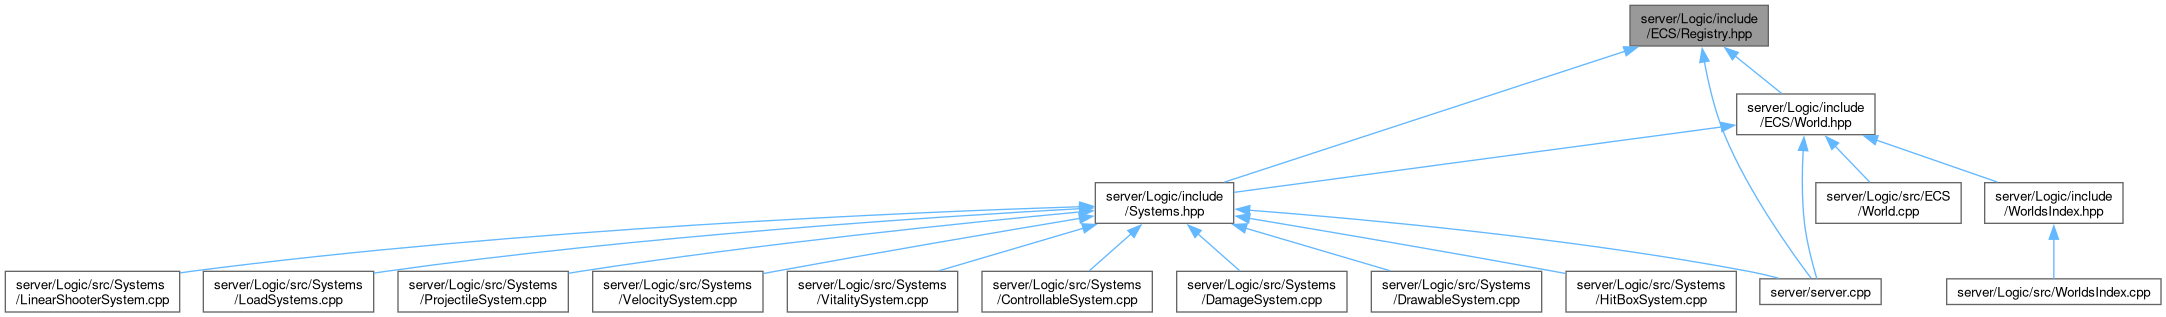 server/Logic/include
/ECS/Registry.hpp
server/Logic/include
/ECS/World.hpp
server/Logic/include
/Systems.hpp
server/Logic/src/ECS
/World.cpp
server/Logic/include
/WorldsIndex.hpp
server/Logic/src/Systems
/LinearShooterSystem.cpp
server/Logic/src/Systems
/LoadSystems.cpp
server/Logic/src/Systems
/ProjectileSystem.cpp
server/Logic/src/Systems
/VelocitySystem.cpp
server/Logic/src/Systems
/VitalitySystem.cpp
server/Logic/src/Systems
/ControllableSystem.cpp
server/Logic/src/Systems
/DamageSystem.cpp
server/Logic/src/Systems
/DrawableSystem.cpp
server/Logic/src/Systems
/HitBoxSystem.cpp
server/server.cpp
server/Logic/src/WorldsIndex.cpp